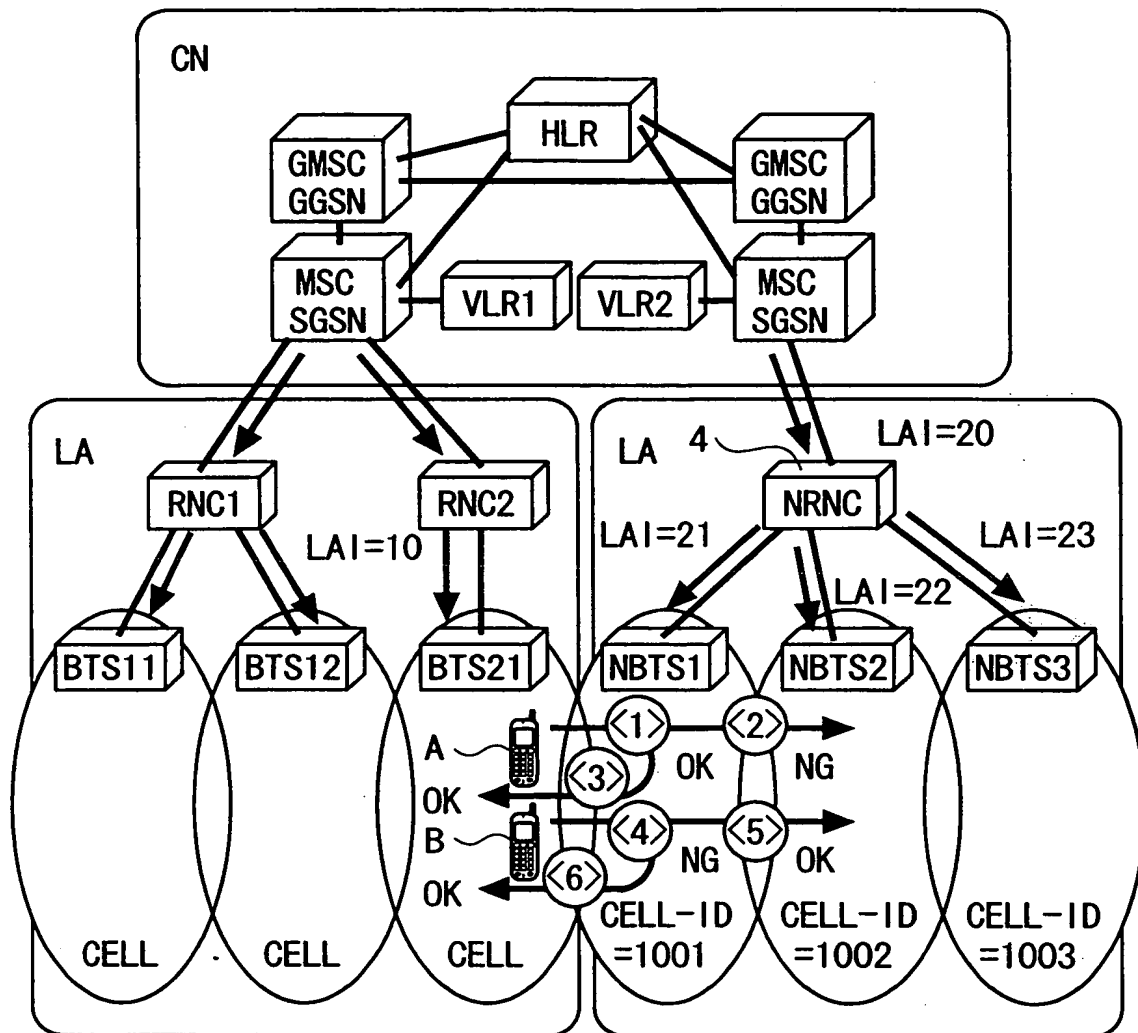 CN
HLR
GMSC
GGSN
GMSC
GGSN
MSC
SGSN
VLR1
VLR2
MSC
SGSN
LA
LA
4
LAI=20
RNC1
RNC2
NRNC
LAI=10
LAI=21
LAI=23
LAI=22
BTS11
BTS12
BTS21
NBTS1
NBTS2
NBTS3
<1>
<2>
A
OK
NG
<3>
OK
<4>
<5>
B
NG
OK
<6>
OK
CELL
CELL
CELL
CELL-ID
=1001
CELL-ID
=1002
CELL-ID
=1003